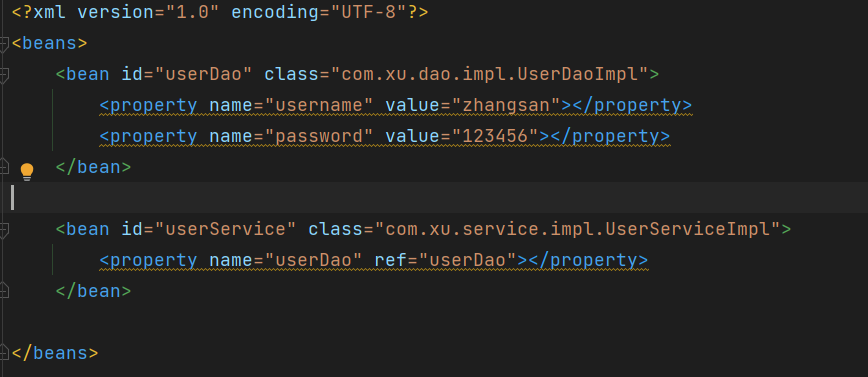 <?xml version="1.0" encoding="UTF-8"?>
<beans>
    <bean id="userDao" class="com.xu.dao.impl.UserDaoImpl">
        <property name="username" value="zhangsan"></property>
        <property name="password" value="123456"></property>
    </bean>
    <bean id="userService" class="com.xu.service.impl.UserServiceImpl">
        <property name="userDao" ref="userDao"></property>
    </bean>
</beans>